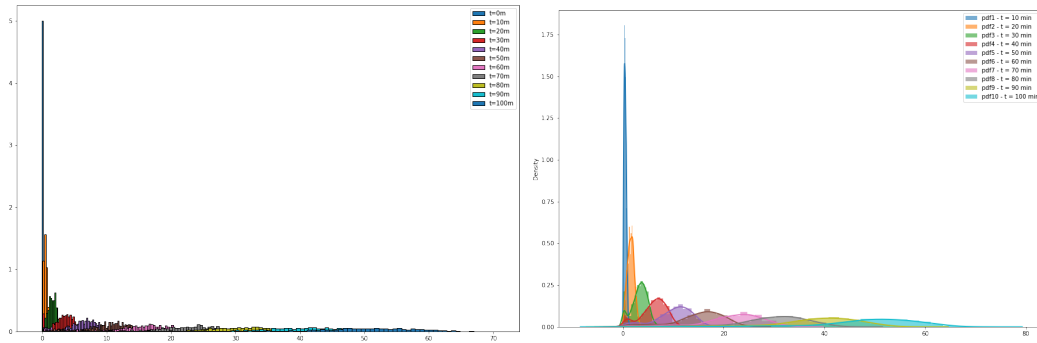 t=0m
t=10m
t=20m
t=30m
t=40m
t=50m
t=60m
t=70m
t=80m
t=90m
t=100m
5
4
3
2
1
0
0 10 20 30 40 50 60 70
pdf1 - t = 10 min
pdf2 - t = 20 min
pdf3 - t = 30 min
pdf4 - t = 40 min
pdf5 - t = 50 min
pdf6 - t = 60 min
pdf7 - t = 70 min
pdf8 - t = 80 min
pdf9 - t = 90 min
pdf10 - t = 100 min
Density
1.75
1.50
1.25
1.00
0.75
0.50
0.25
0.00
0 20 40 60 80